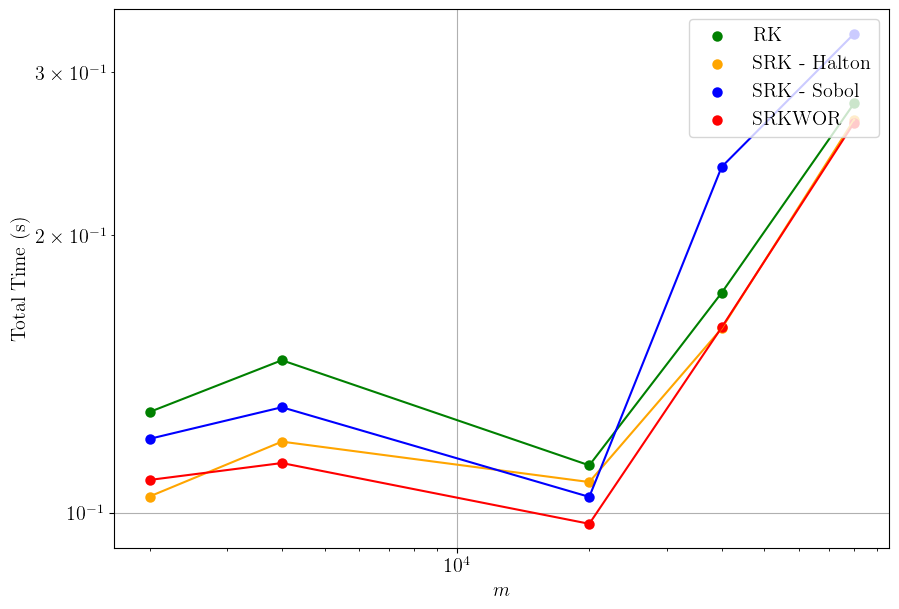 RK
SRK - Halton
SRK - Sobol
SRKWOR
3 × 10⁻¹
2 × 10⁻¹
10⁻¹
Total Time (s)
10⁴
m